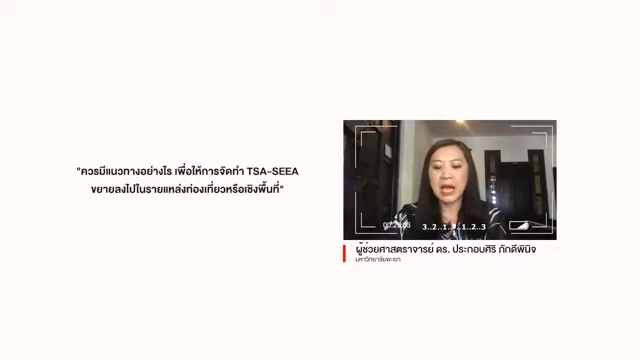 "ควรมีแนวทางอย่างไร เพื่อให้การจัดทำ TSA-SEEA
ขยายลงไปในรายแหล่งท่องเที่ยวหรือเชิงพื้นที่"
3..2..1..0..1..2..3
ผู้ช่วยศาสตราจารย์ ดร. ประกอบศิริ ภักดีพินิจ
มหาวิทยาลัยพะเยา